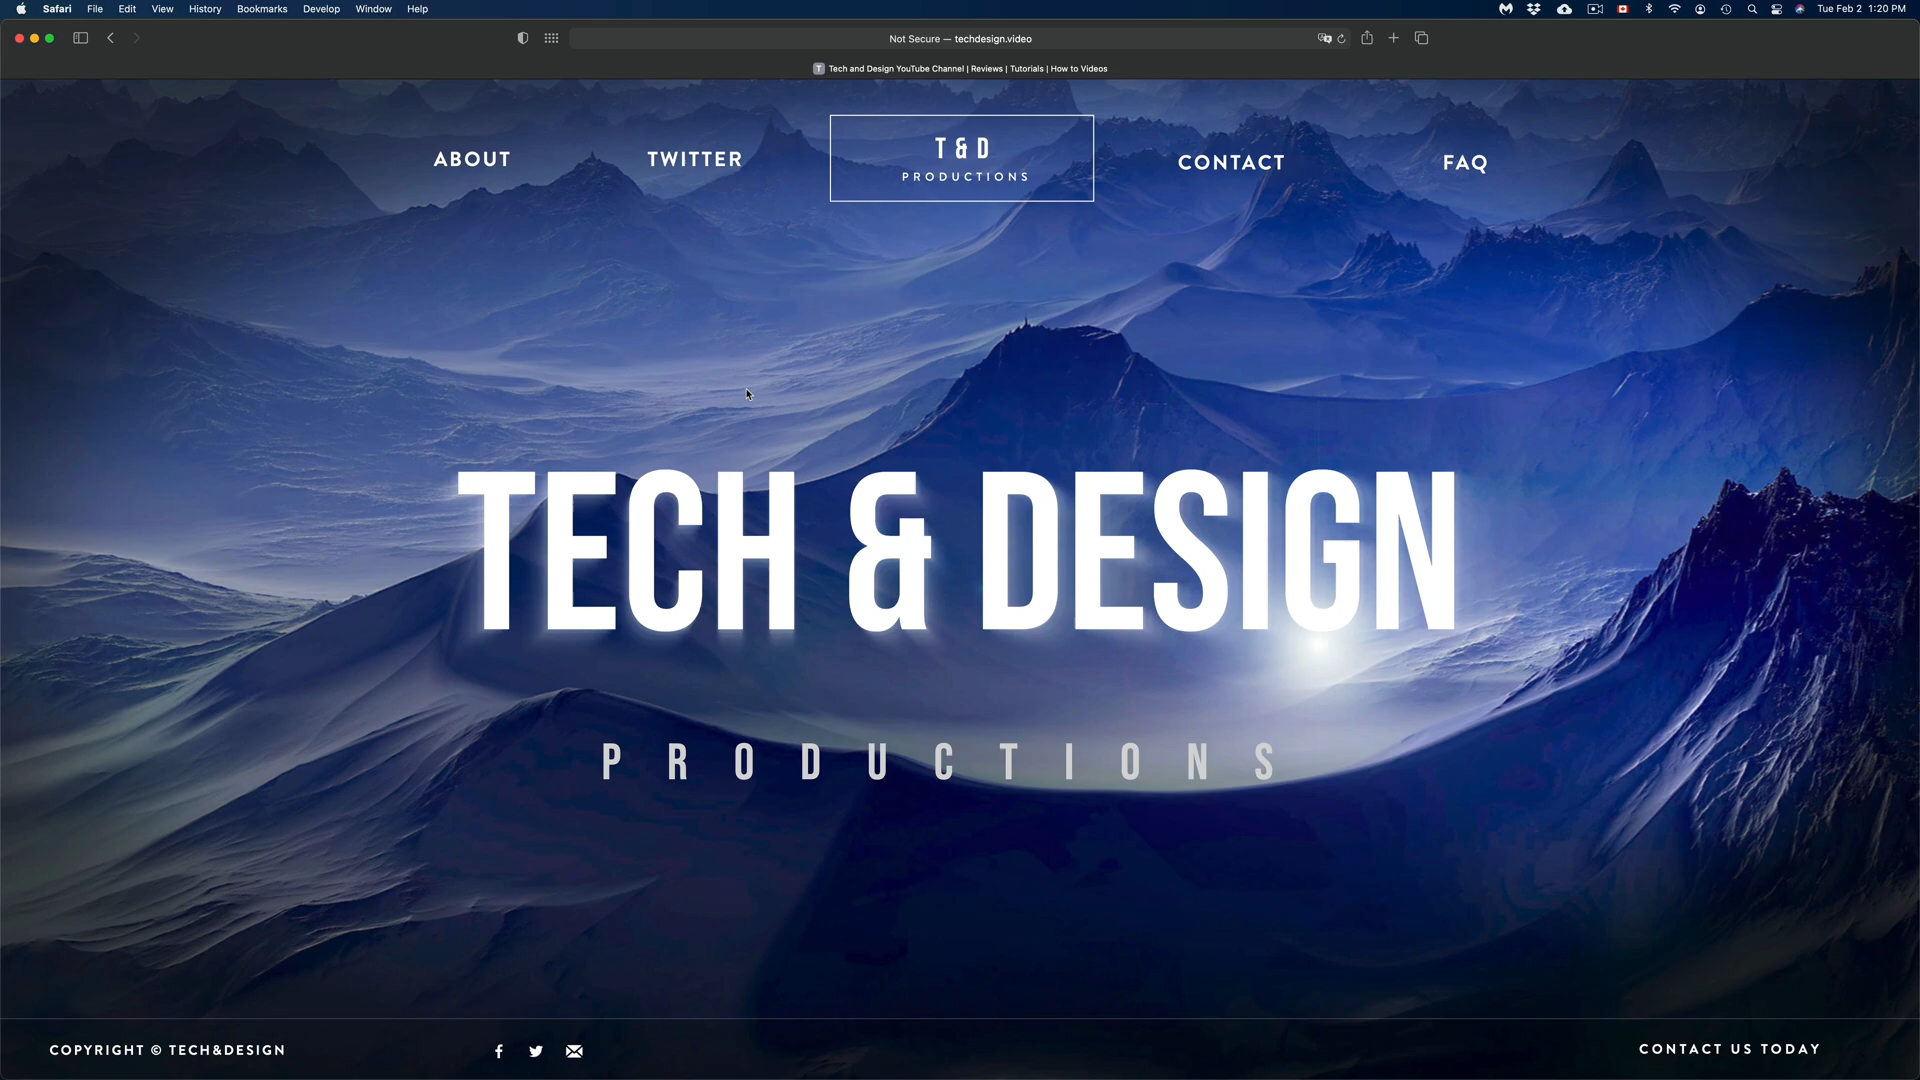 Safari File Edit View History Bookmarks Develop Window Help Tue Feb 2 1:20 PM
Not Secure — techdesign.video
T Tech and Design YouTube Channel | Reviews | Tutorials | How to Videos
ABOUT TWITTER T & D PRODUCTIONS CONTACT FAQ
TECH & DESIGN
PRODUCTIONS
COPYRIGHT © TECH&DESIGN CONTACT US TODAY